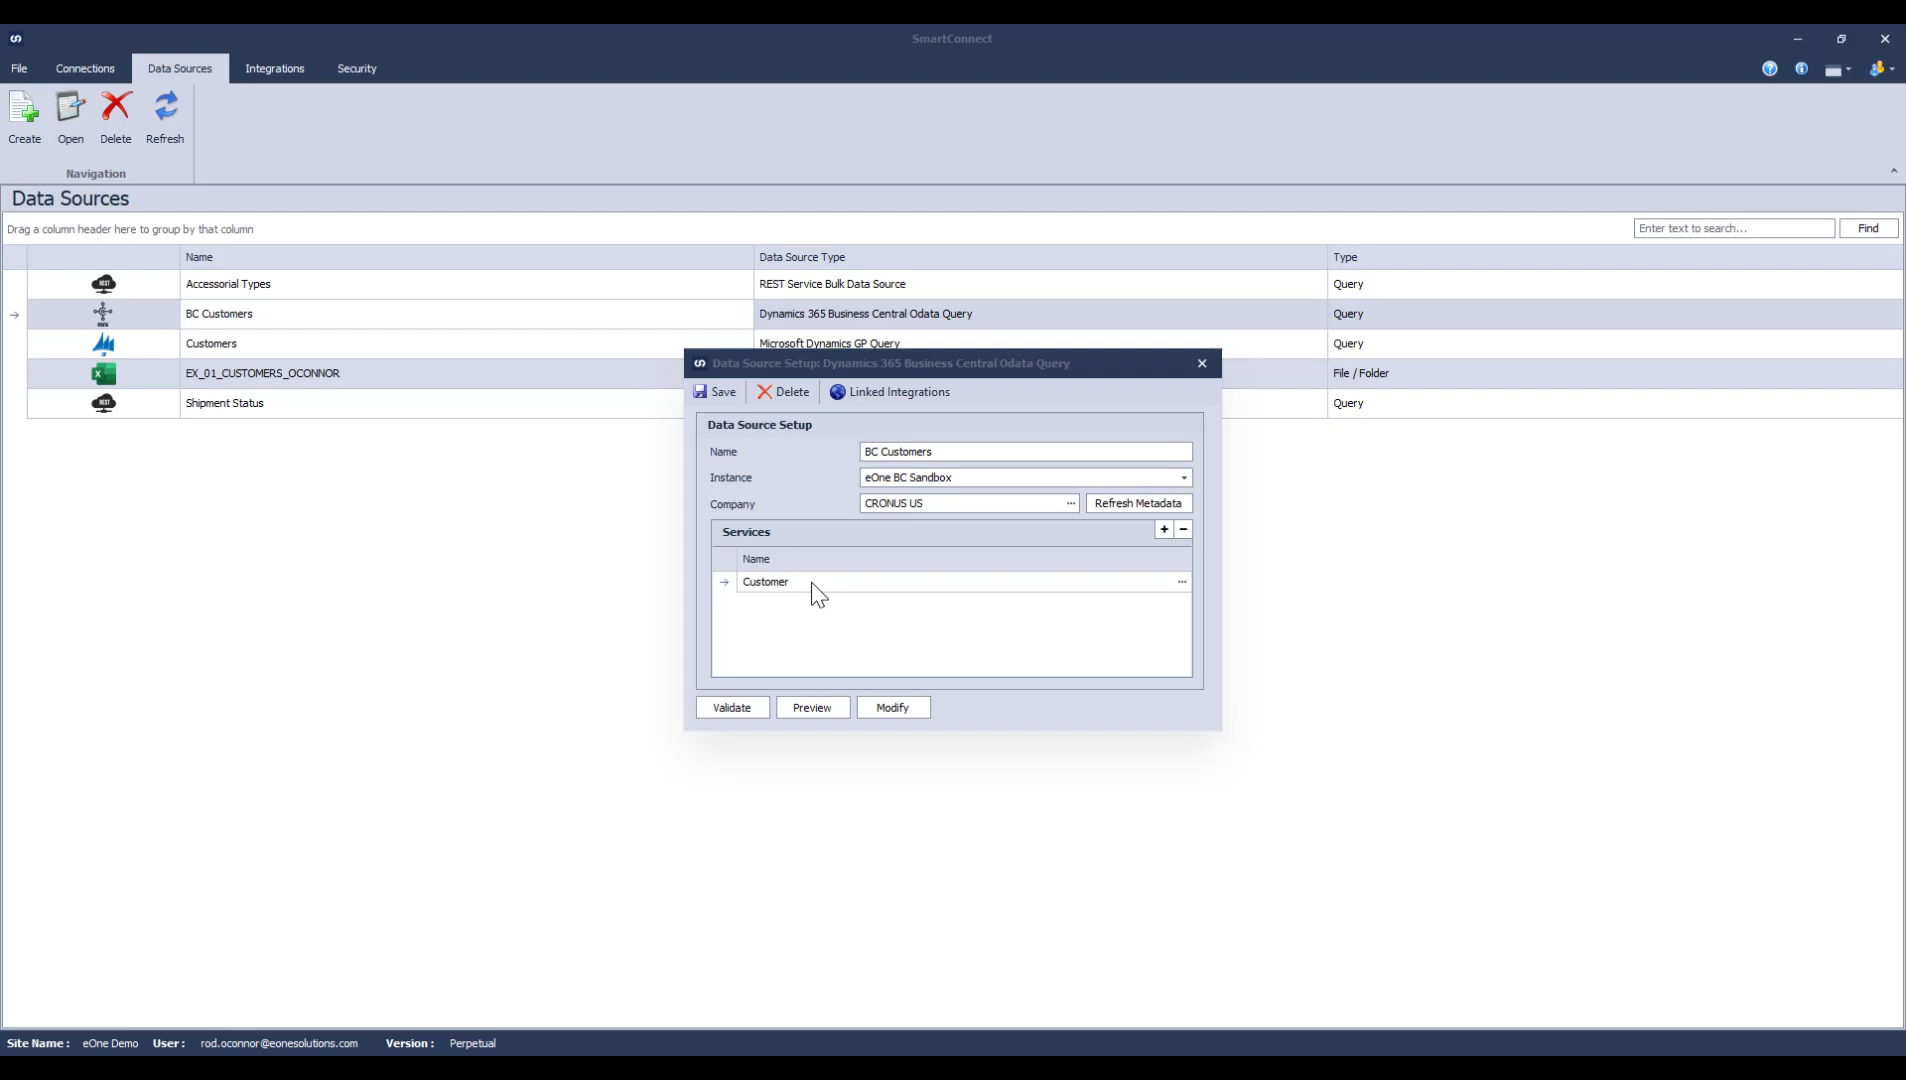 SmartConnect
File Connections Data Sources Integrations Security
Create Open Delete Refresh
Navigation
Data Sources
Drag a column header here to group by that column
Enter text to search... Find
Name Data Source Type Type
REST Accessorial Types REST Service Bulk Data Source Query
BC Customers Dynamics 365 Business Central Odata Query Query
Customers Microsoft Dynamics GP Query Query
EX_01_CUSTOMERS_OCONNOR File / Folder
REST Shipment Status Query
Data Source Setup: Dynamics 365 Business Central Odata Query
Save Delete Linked Integrations
Data Source Setup
Name BC Customers
Instance eOne BC Sandbox
Company CRONUS US ... Refresh Metadata
Services + −
Name
Customer ...
Validate Preview Modify
Site Name : eOne Demo User : rod.oconnor@eonesolutions.com Version : Perpetual